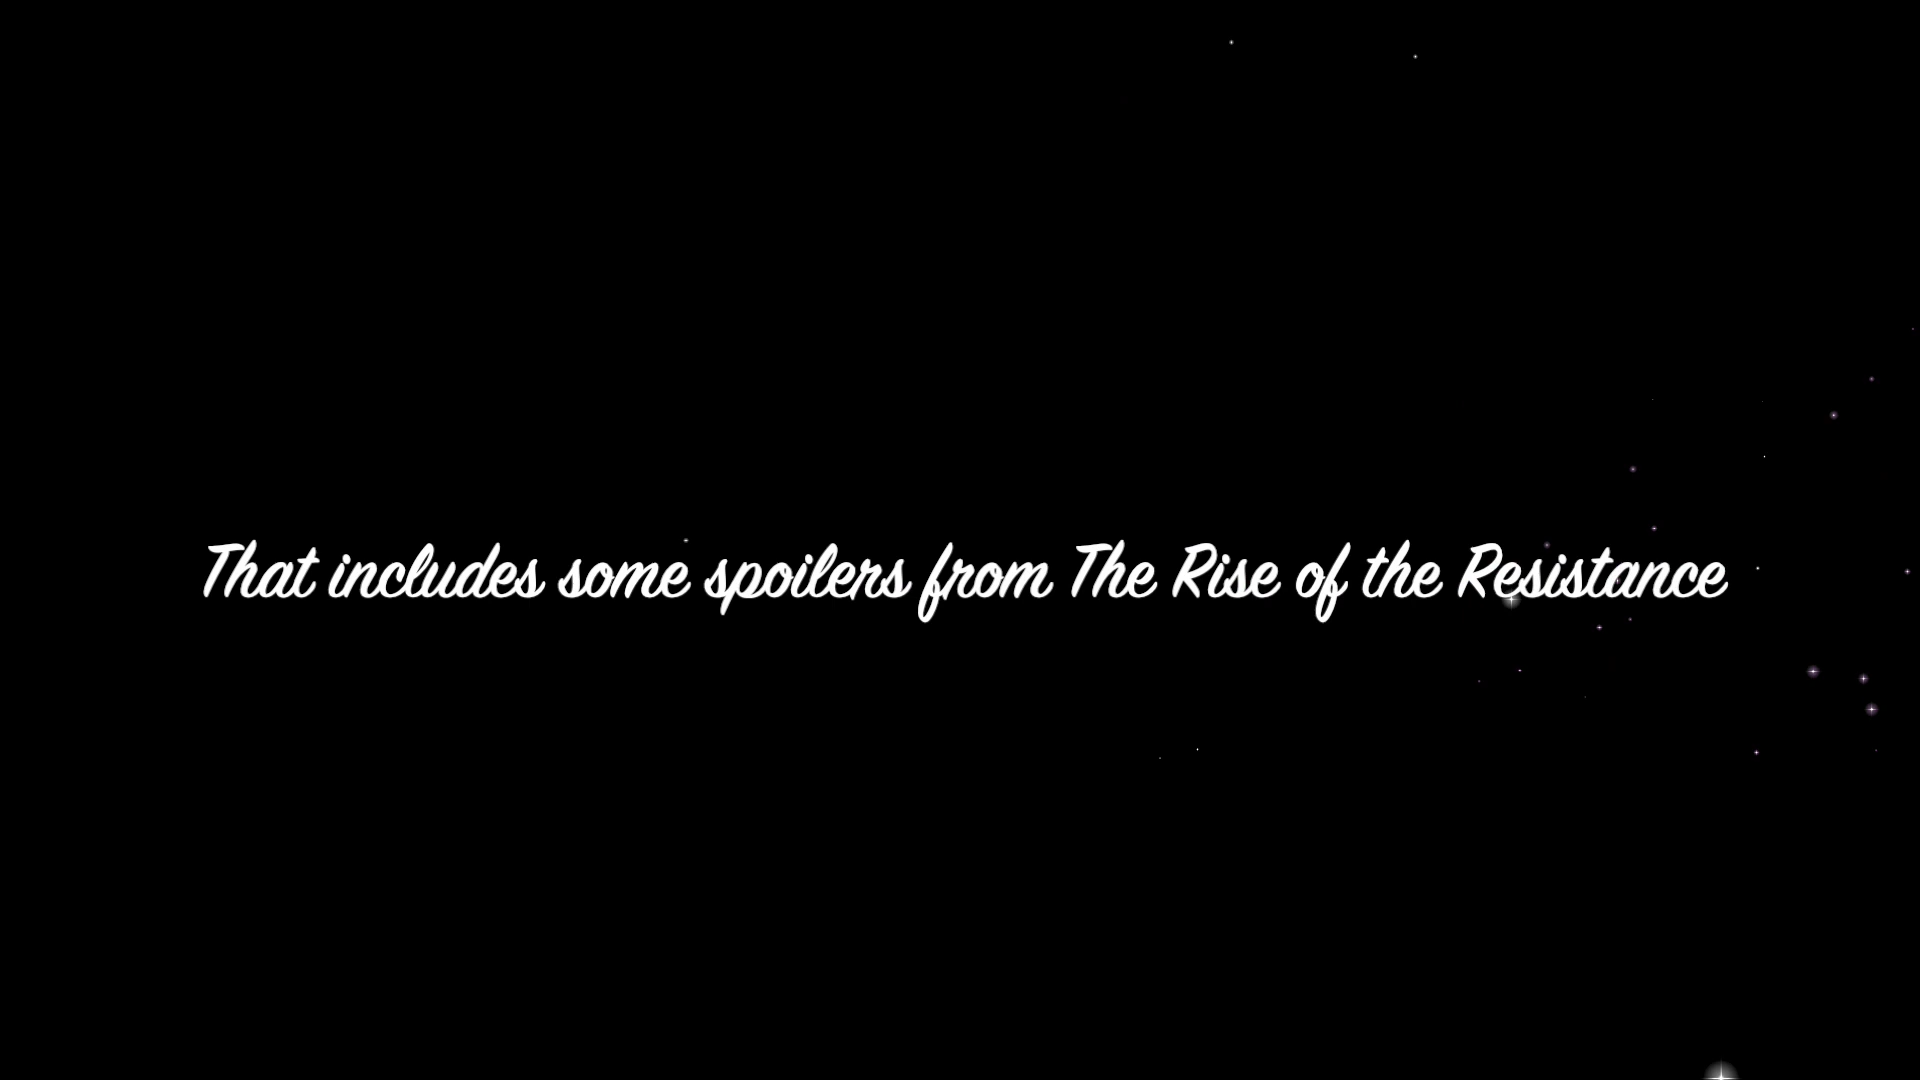 That includes some spoilers from The Rise of the Resistance